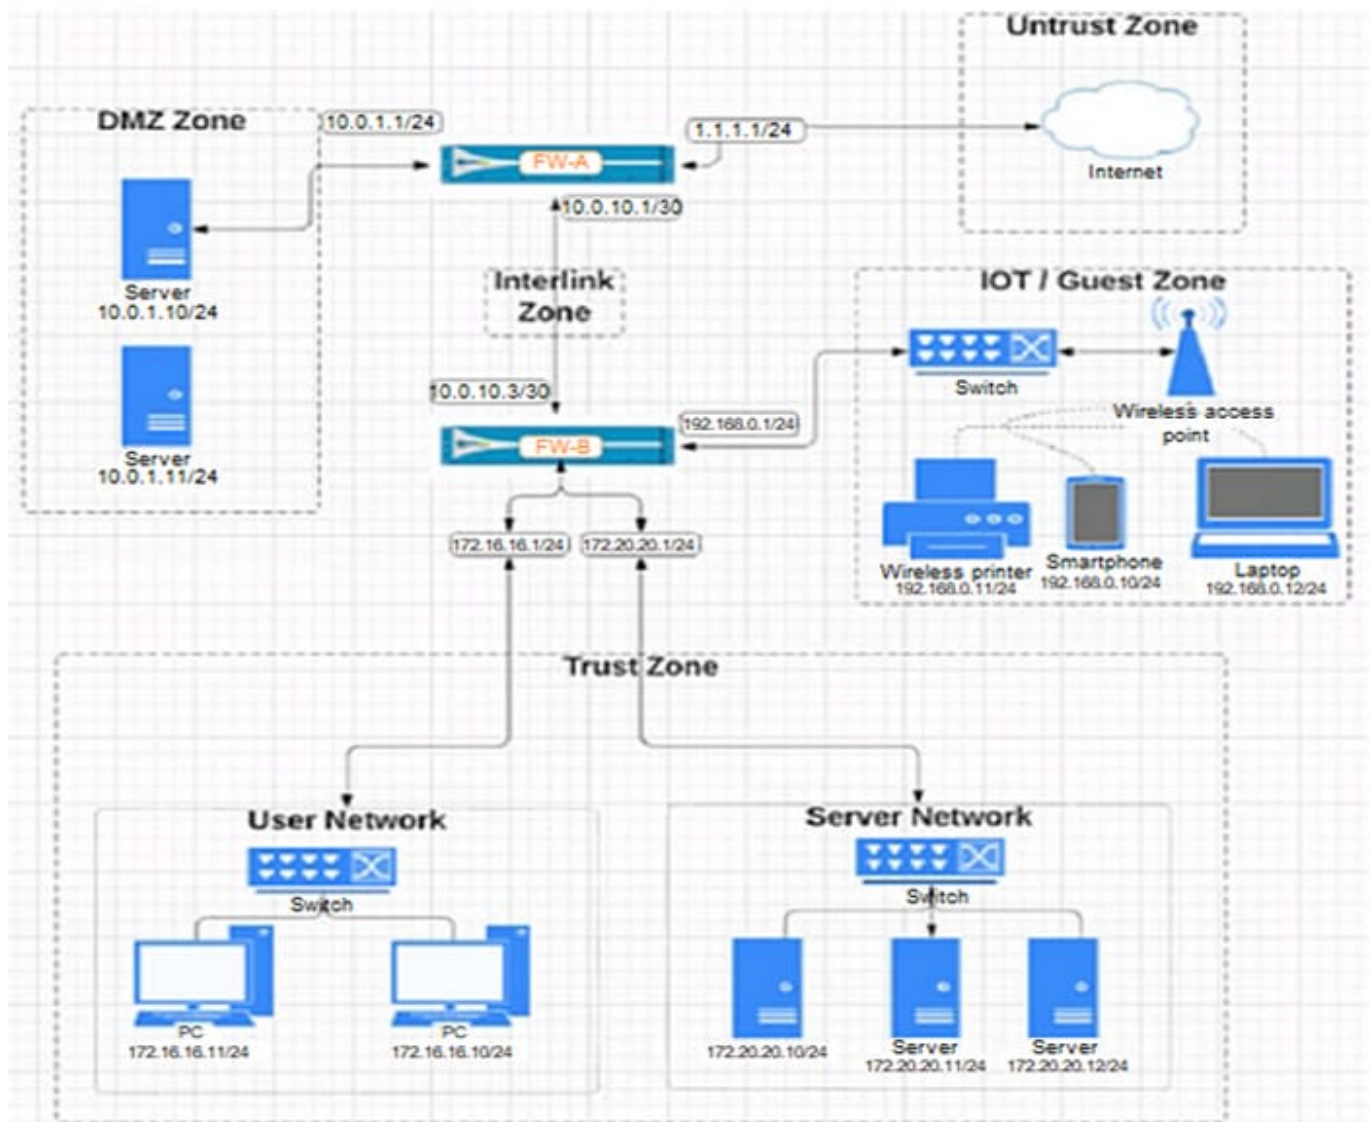 Untrust Zone
DMZ Zone
10.0.1.1/24
1.1.1.1/24
FW-A
Internet
10.0.10.1/30
Interlink
Zone
IOT / Guest Zone
Server
10.0.1.10/24
Switch
10.0.10.3/30
Wireless access
point
192.168.0.1/24
FW-B
Server
10.0.1.11/24
172.16.16.1/24
172.20.20.1/24
Wireless printer
192.168.0.11/24
Smartphone
192.168.0.10/24
Laptop
192.168.0.12/24
Trust Zone
User Network
Switch
PC
172.16.16.11/24
PC
172.16.16.10/24
Server Network
Switch
172.20.20.10/24
Server
172.20.20.11/24
Server
172.20.20.12/24